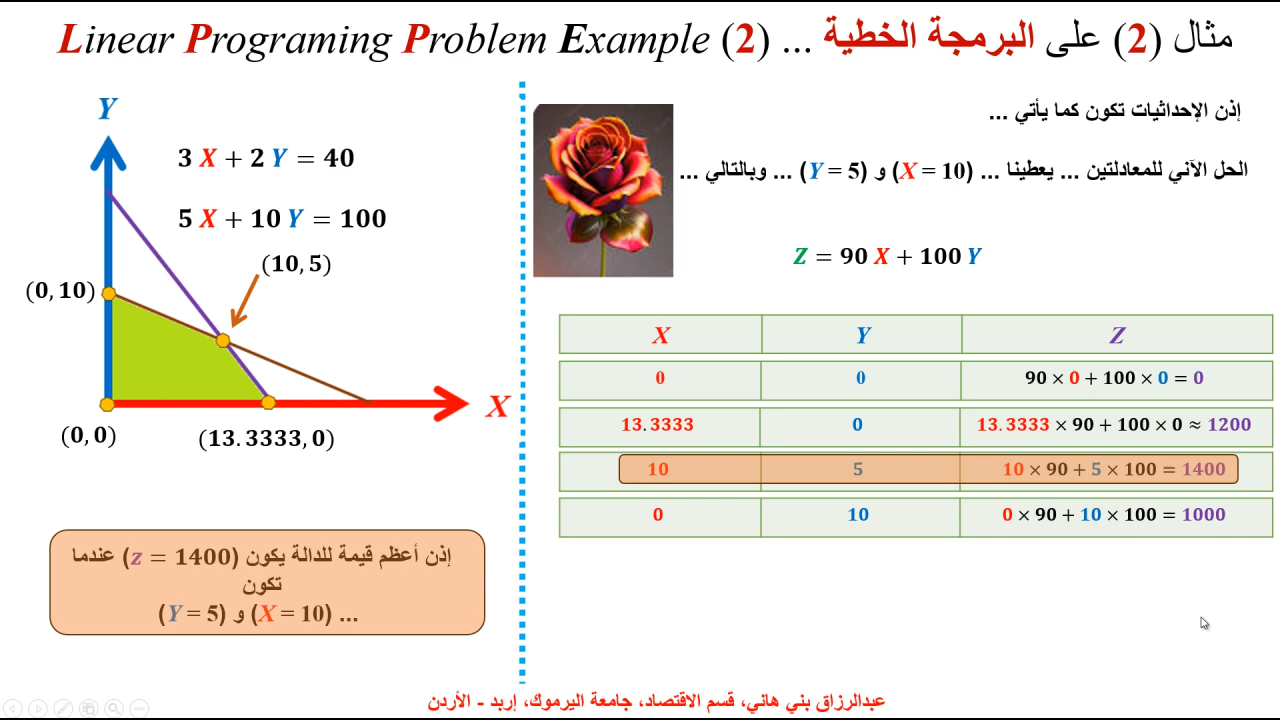 Linear Programing Problem Example (2) ... مثال (2) على البرمجة الخطية
إذن الإحداثيات تكون كما يأتي ...
الحل الآني للمعادلتين ... يعطينا ... (X = 10) و (Y = 5) ... وبالتالي ...
Z = 90 X + 100 Y
X Y Z
0 0 90 × 0 + 100 × 0 = 0
13.3333 0 13.3333 × 90 + 100 × 0 ≈ 1200
10 5 10 × 90 + 5 × 100 = 1400
0 10 0 × 90 + 10 × 100 = 1000
Y
3 X + 2 Y = 40
5 X + 10 Y = 100
(10, 5)
(0, 10)
X
(0, 0)
(13.3333, 0)
إذن أعظم قيمة للدالة يكون (z = 1400) عندما
تكون
... (X = 10) و (Y = 5)
عبدالرزاق بني هاني، قسم الاقتصاد، جامعة اليرموك، إربد - الأردن